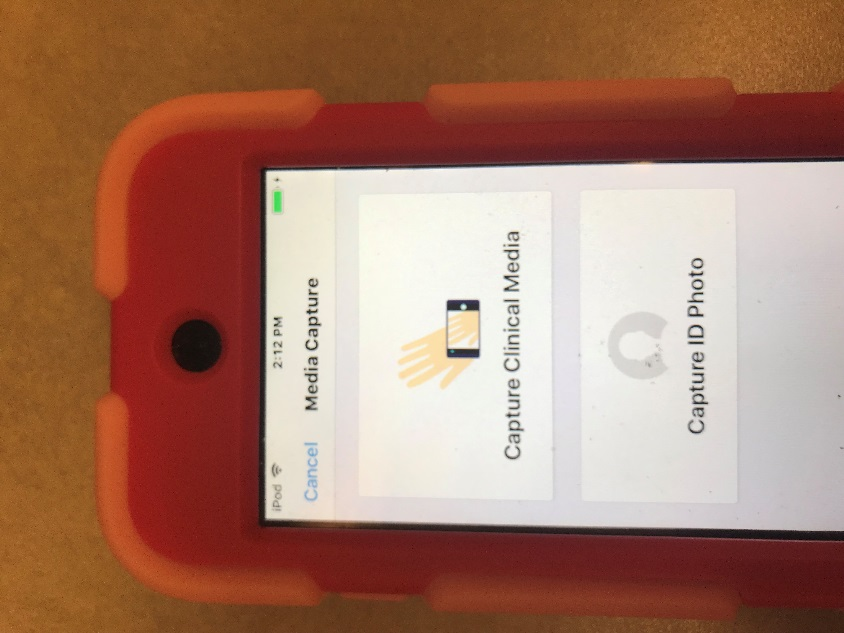 iPod 2:12 PM
Cancel Media Capture
Capture Clinical Media
Capture ID Photo